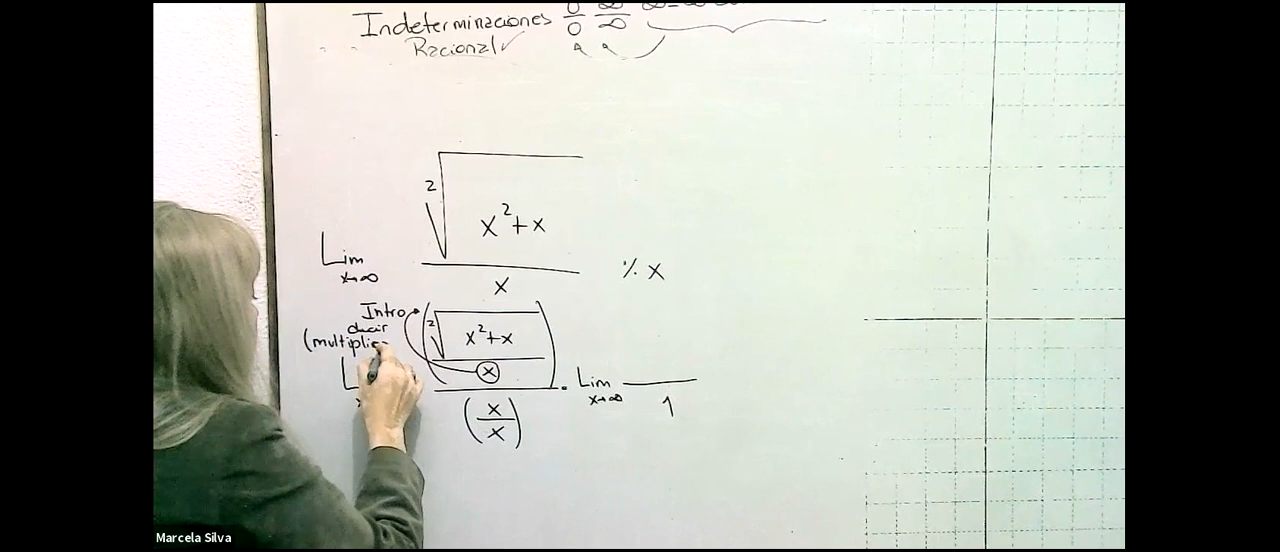 Indeterminaciones 0/0 ∞/∞
Racional ✓
Lim x→∞ ²√(x²+x) / x ٪ x
Intro
ducir
(multiplic
L (²√(x²+x) / x) / (x/x) = Lim x→∞ ― / 1
Marcela Silva